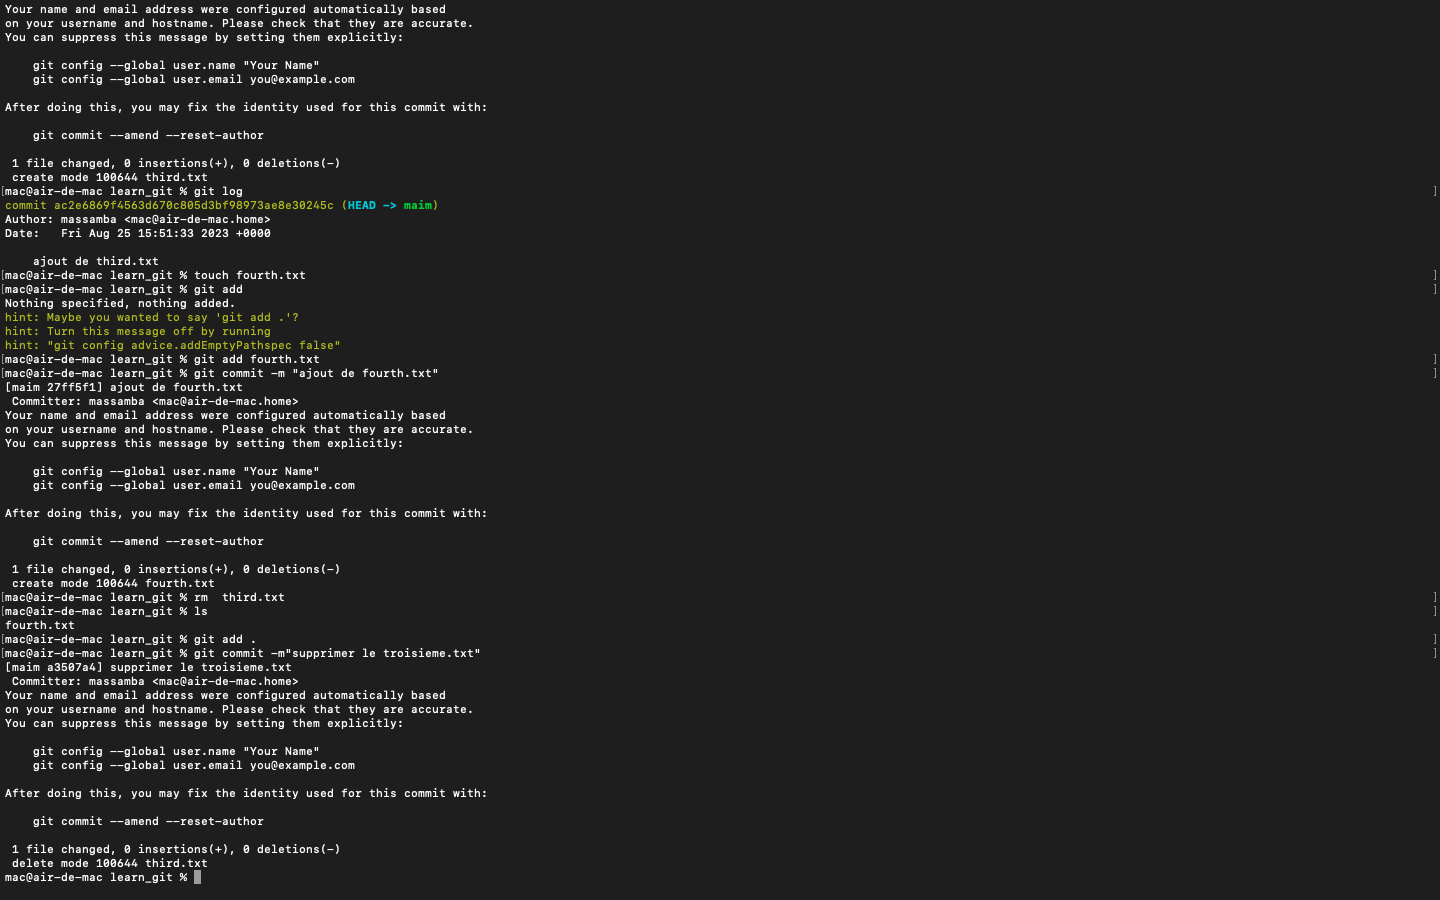 Your name and email address were configured automatically based
on your username and hostname. Please check that they are accurate.
You can suppress this message by setting them explicitly:
git config --global user.name "Your Name"
git config --global user.email you@example.com
After doing this, you may fix the identity used for this commit with:
git commit --amend --reset-author
1 file changed, 0 insertions(+), 0 deletions(-)
create mode 100644 third.txt
[mac@air-de-mac learn_git % git log ]
commit ac2e6869f4563d670c805d3bf98973ae8e30245c (HEAD -> maim)
Author: massamba <mac@air-de-mac.home>
Date:   Fri Aug 25 15:51:33 2023 +0000
ajout de third.txt
[mac@air-de-mac learn_git % touch fourth.txt ]
[mac@air-de-mac learn_git % git add ]
Nothing specified, nothing added.
hint: Maybe you wanted to say 'git add .'?
hint: Turn this message off by running
hint: "git config advice.addEmptyPathspec false"
[mac@air-de-mac learn_git % git add fourth.txt ]
[mac@air-de-mac learn_git % git commit -m "ajout de fourth.txt" ]
[maim 27ff5f1] ajout de fourth.txt
Committer: massamba <mac@air-de-mac.home>
Your name and email address were configured automatically based
on your username and hostname. Please check that they are accurate.
You can suppress this message by setting them explicitly:
git config --global user.name "Your Name"
git config --global user.email you@example.com
After doing this, you may fix the identity used for this commit with:
git commit --amend --reset-author
1 file changed, 0 insertions(+), 0 deletions(-)
create mode 100644 fourth.txt
[mac@air-de-mac learn_git % rm  third.txt ]
[mac@air-de-mac learn_git % ls ]
fourth.txt
[mac@air-de-mac learn_git % git add . ]
[mac@air-de-mac learn_git % git commit -m"supprimer le troisieme.txt" ]
[maim a3507a4] supprimer le troisieme.txt
Committer: massamba <mac@air-de-mac.home>
Your name and email address were configured automatically based
on your username and hostname. Please check that they are accurate.
You can suppress this message by setting them explicitly:
git config --global user.name "Your Name"
git config --global user.email you@example.com
After doing this, you may fix the identity used for this commit with:
git commit --amend --reset-author
1 file changed, 0 insertions(+), 0 deletions(-)
delete mode 100644 third.txt
mac@air-de-mac learn_git %